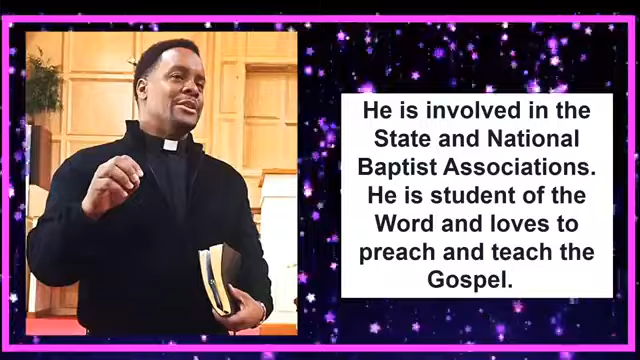 He is involved in the
State and National
Baptist Associations.
He is student of the
Word and loves to
preach and teach the
Gospel.